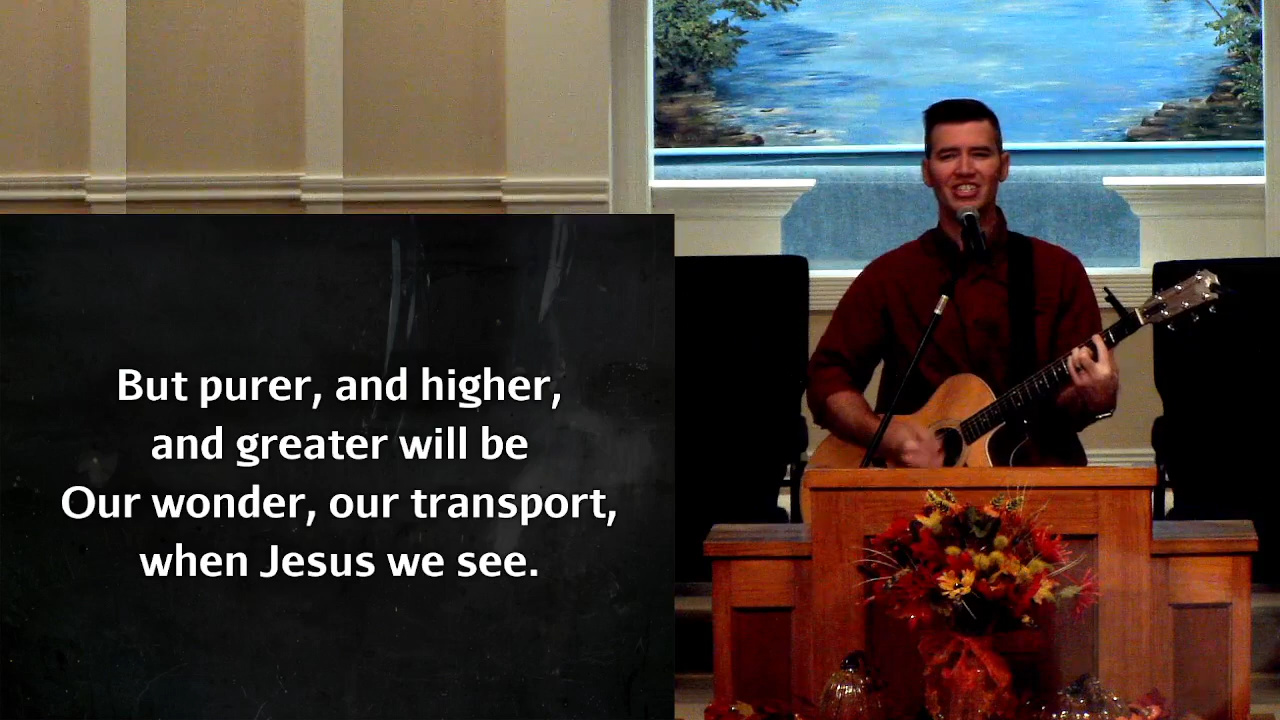 But purer, and higher,
and greater will be
Our wonder, our transport,
when Jesus we see.